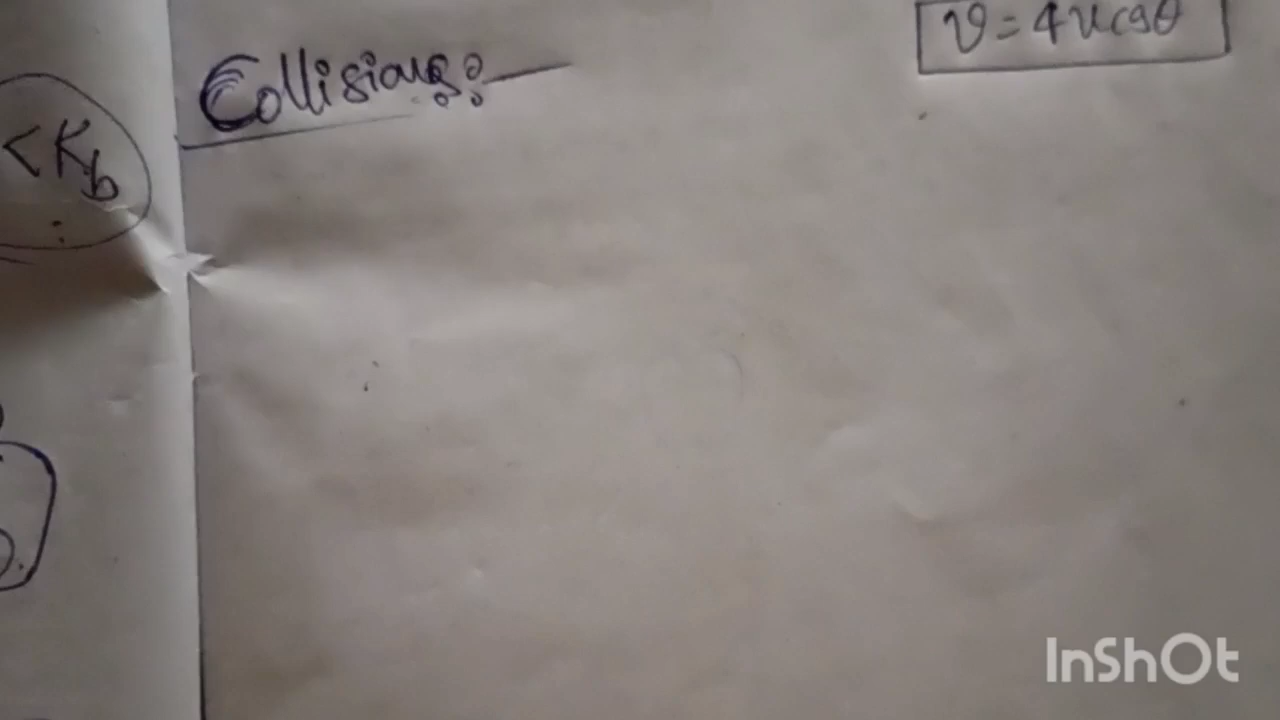 v = 4u cosθ
Collisions:-
< K_b
InShOt